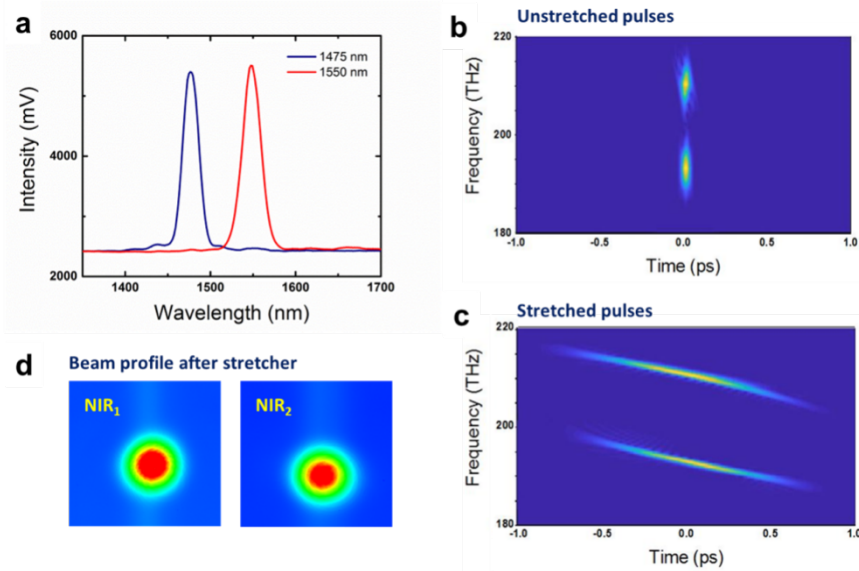 a
6000
4000
2000
Intensity (mV)
1475 nm
1550 nm
1400
1500
1600
1700
Wavelength (nm)
b
Unstretched pulses
220
200
180
Frequency (THz)
-1.0
-0.5
0.0
0.5
1.0
Time (ps)
c
Stretched pulses
220
200
180
Frequency (THz)
-1.0
-0.5
0.0
0.5
1.0
Time (ps)
d
Beam profile after stretcher
NIR₁
NIR₂